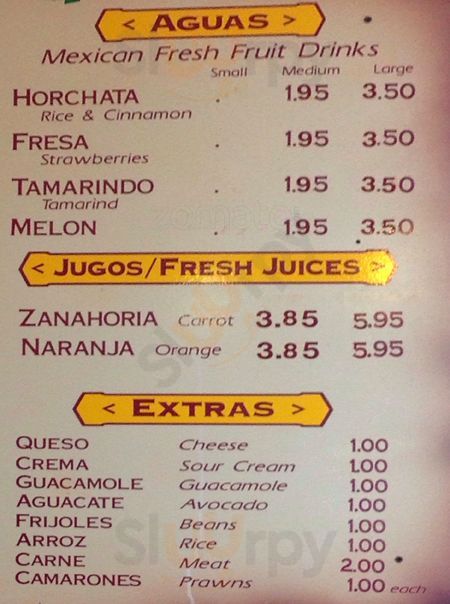 < AGUAS >
Mexican Fresh Fruit Drinks
Small Medium Large
HORCHATA . 1.95 3.50
Rice & Cinnamon
FRESA . 1.95 3.50
Strawberries
TAMARINDO . 1.95 3.50
Tamarind
MELON . 1.95 3.50
< JUGOS/FRESH JUICES >
ZANAHORIA Carrot 3.85 5.95
NARANJA Orange 3.85 5.95
< EXTRAS >
QUESO Cheese 1.00
CREMA Sour Cream 1.00
GUACAMOLE Guacamole 1.00
AGUACATE Avocado 1.00
FRIJOLES Beans 1.00
ARROZ Rice 1.00
CARNE Meat 2.00
CAMARONES Prawns 1.00 each